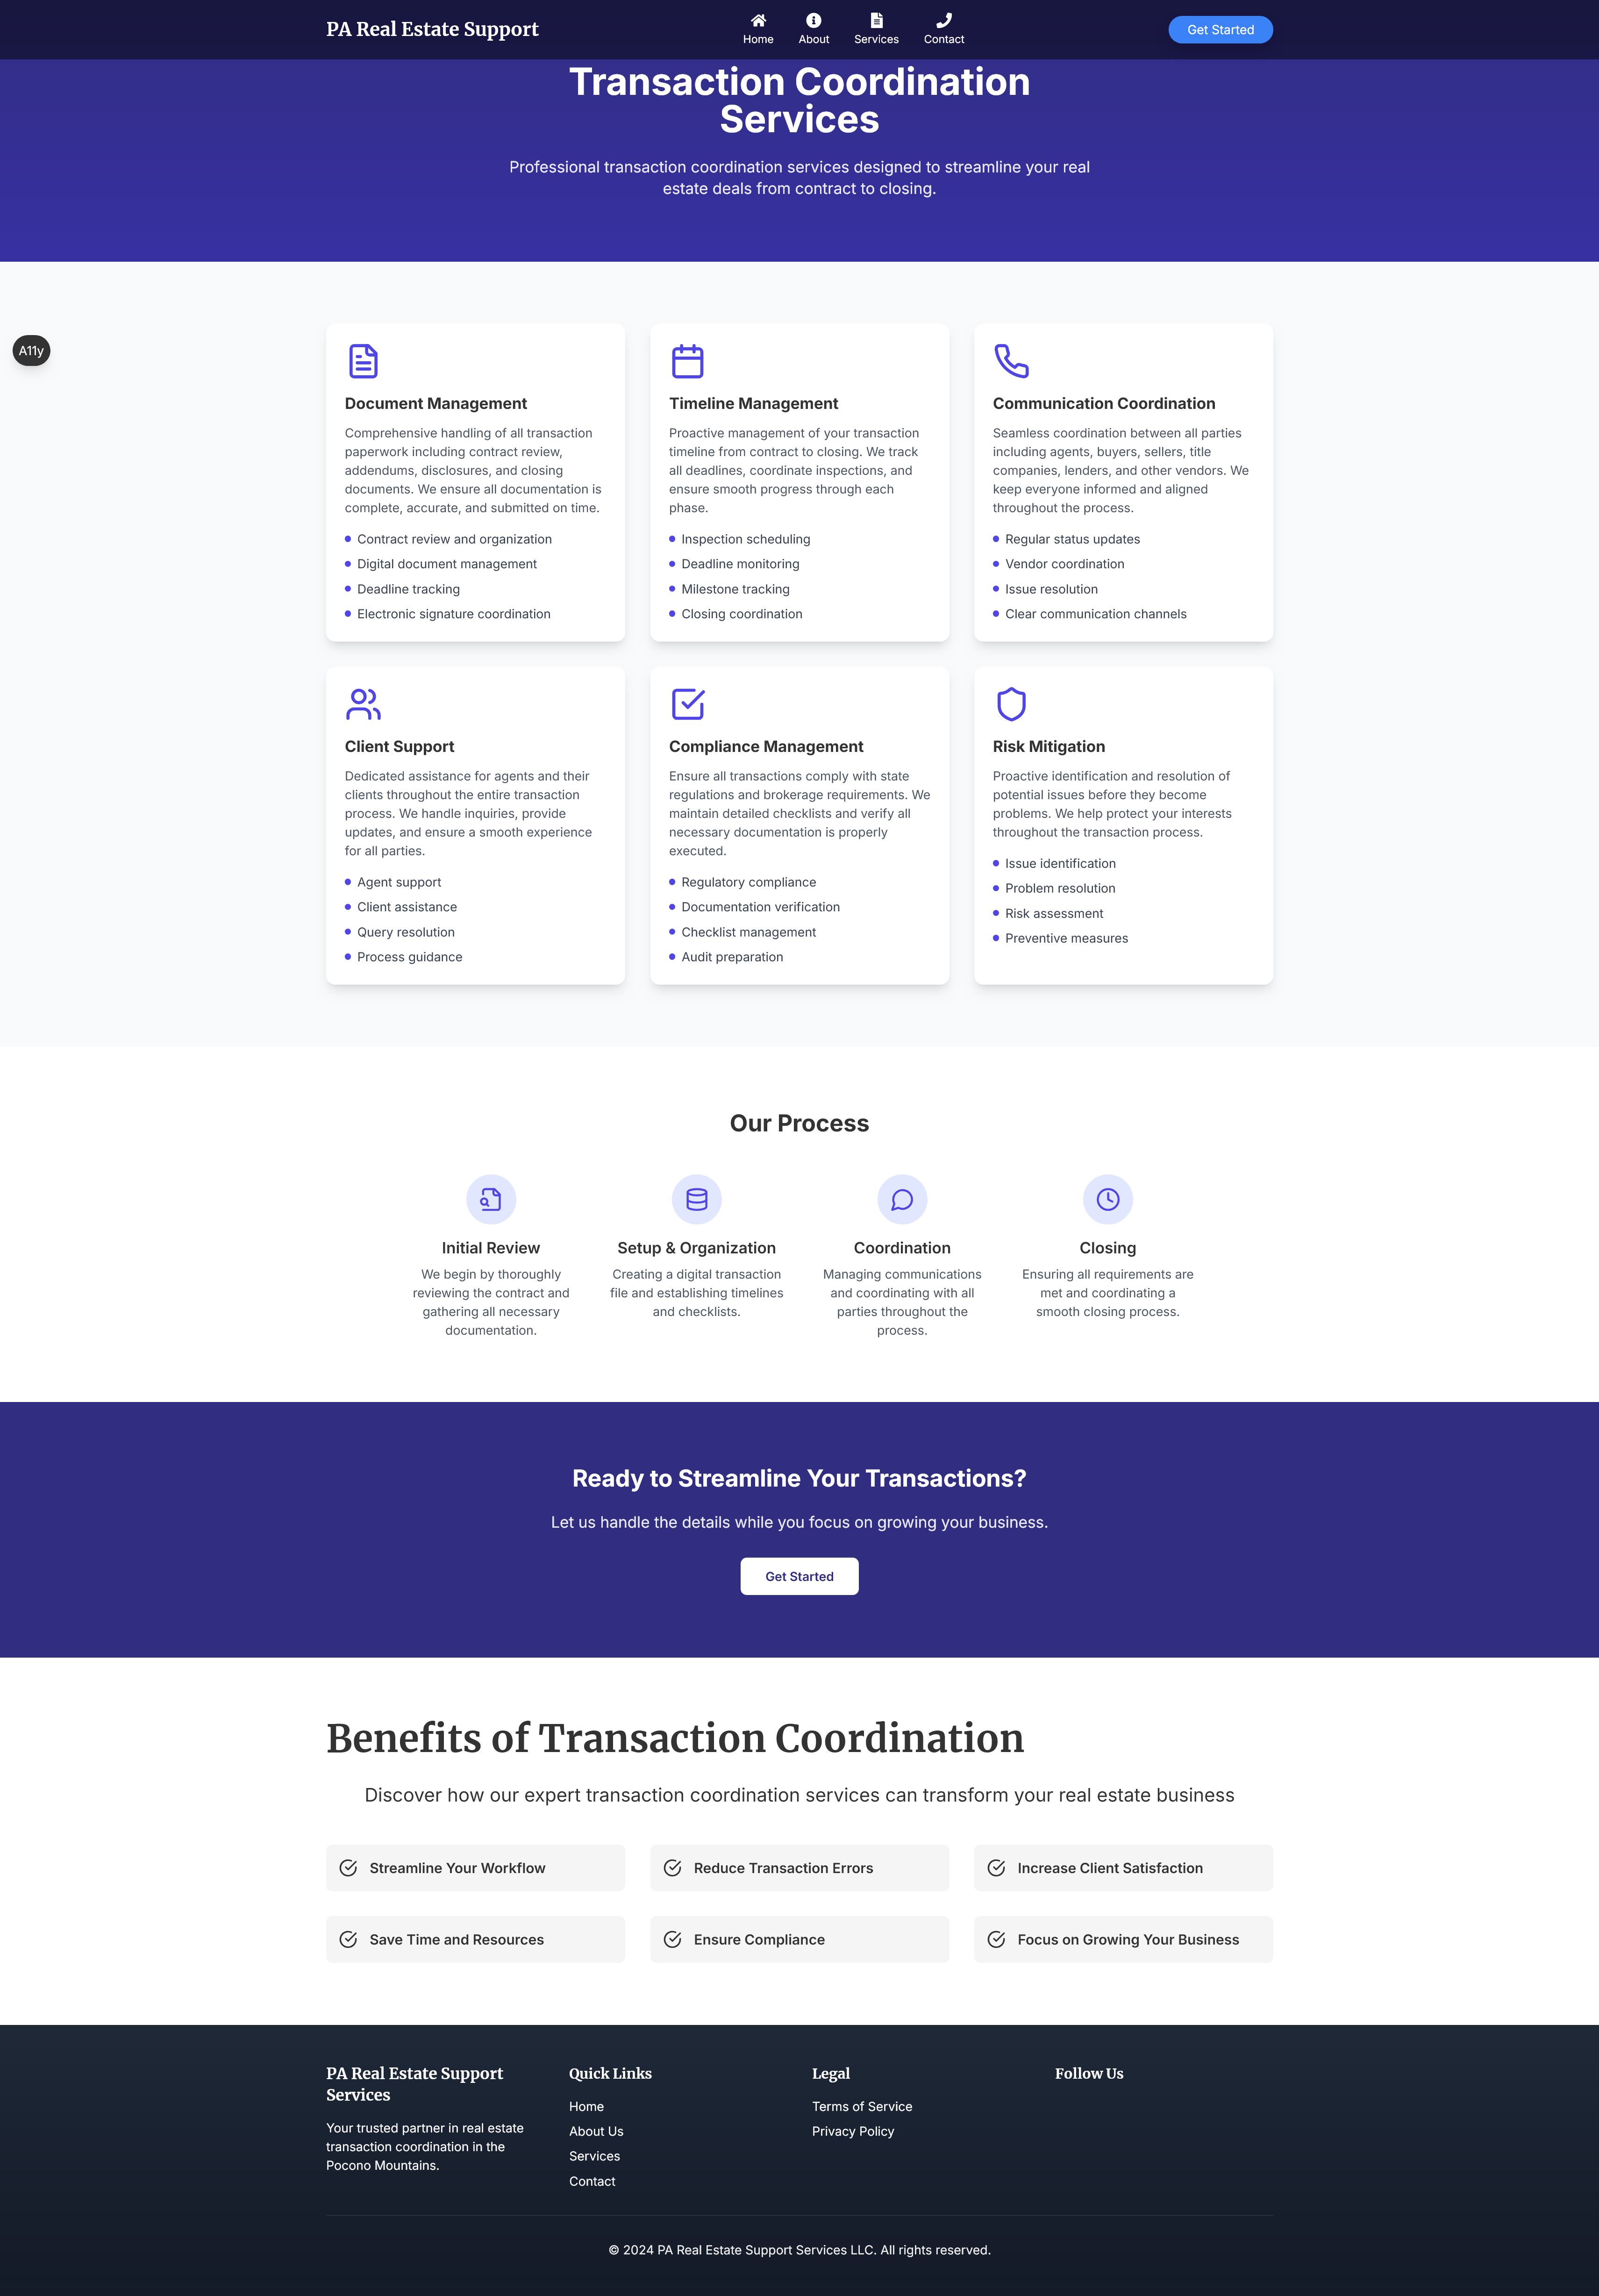 PA Real Estate Support
Home
About
Services
Contact
Get Started
Transaction Coordination
Services
Professional transaction coordination services designed to streamline your real
estate deals from contract to closing.
A11y
Document Management
Comprehensive handling of all transaction
paperwork including contract review,
addendums, disclosures, and closing
documents. We ensure all documentation is
complete, accurate, and submitted on time.
Contract review and organization
Digital document management
Deadline tracking
Electronic signature coordination
Timeline Management
Proactive management of your transaction
timeline from contract to closing. We track
all deadlines, coordinate inspections, and
ensure smooth progress through each
phase.
Inspection scheduling
Deadline monitoring
Milestone tracking
Closing coordination
Communication Coordination
Seamless coordination between all parties
including agents, buyers, sellers, title
companies, lenders, and other vendors. We
keep everyone informed and aligned
throughout the process.
Regular status updates
Vendor coordination
Issue resolution
Clear communication channels
Client Support
Dedicated assistance for agents and their
clients throughout the entire transaction
process. We handle inquiries, provide
updates, and ensure a smooth experience
for all parties.
Agent support
Client assistance
Query resolution
Process guidance
Compliance Management
Ensure all transactions comply with state
regulations and brokerage requirements. We
maintain detailed checklists and verify all
necessary documentation is properly
executed.
Regulatory compliance
Documentation verification
Checklist management
Audit preparation
Risk Mitigation
Proactive identification and resolution of
potential issues before they become
problems. We help protect your interests
throughout the transaction process.
Issue identification
Problem resolution
Risk assessment
Preventive measures
Our Process
Initial Review
We begin by thoroughly
reviewing the contract and
gathering all necessary
documentation.
Setup & Organization
Creating a digital transaction
file and establishing timelines
and checklists.
Coordination
Managing communications
and coordinating with all
parties throughout the
process.
Closing
Ensuring all requirements are
met and coordinating a
smooth closing process.
Ready to Streamline Your Transactions?
Let us handle the details while you focus on growing your business.
Get Started
Benefits of Transaction Coordination
Discover how our expert transaction coordination services can transform your real estate business
Streamline Your Workflow
Reduce Transaction Errors
Increase Client Satisfaction
Save Time and Resources
Ensure Compliance
Focus on Growing Your Business
PA Real Estate Support
Services
Your trusted partner in real estate
transaction coordination in the
Pocono Mountains.
Quick Links
Home
About Us
Services
Contact
Legal
Terms of Service
Privacy Policy
Follow Us
© 2024 PA Real Estate Support Services LLC. All rights reserved.